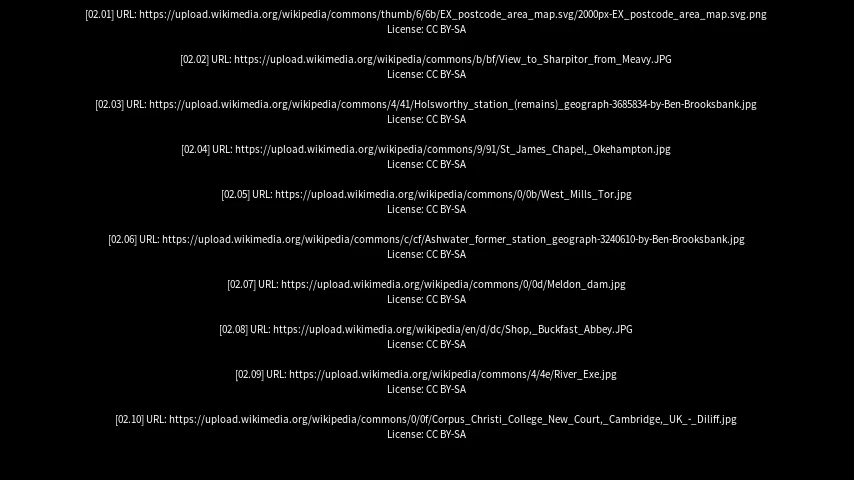 [02.01] URL: https://upload.wikimedia.org/wikipedia/commons/thumb/6/6b/EX_postcode_area_map.svg/2000px-EX_postcode_area_map.svg.png
License: CC BY-SA
[02.02] URL: https://upload.wikimedia.org/wikipedia/commons/b/bf/View_to_Sharpitor_from_Meavy.JPG
License: CC BY-SA
[02.03] URL: https://upload.wikimedia.org/wikipedia/commons/4/41/Holsworthy_station_(remains)_geograph-3685834-by-Ben-Brooksbank.jpg
License: CC BY-SA
[02.04] URL: https://upload.wikimedia.org/wikipedia/commons/9/91/St_James_Chapel,_Okehampton.jpg
License: CC BY-SA
[02.05] URL: https://upload.wikimedia.org/wikipedia/commons/0/0b/West_Mills_Tor.jpg
License: CC BY-SA
[02.06] URL: https://upload.wikimedia.org/wikipedia/commons/c/cf/Ashwater_former_station_geograph-3240610-by-Ben-Brooksbank.jpg
License: CC BY-SA
[02.07] URL: https://upload.wikimedia.org/wikipedia/commons/0/0d/Meldon_dam.jpg
License: CC BY-SA
[02.08] URL: https://upload.wikimedia.org/wikipedia/en/d/dc/Shop,_Buckfast_Abbey.JPG
License: CC BY-SA
[02.09] URL: https://upload.wikimedia.org/wikipedia/commons/4/4e/River_Exe.jpg
License: CC BY-SA
[02.10] URL: https://upload.wikimedia.org/wikipedia/commons/0/0f/Corpus_Christi_College_New_Court,_Cambridge,_UK_-_Diliff.jpg
License: CC BY-SA